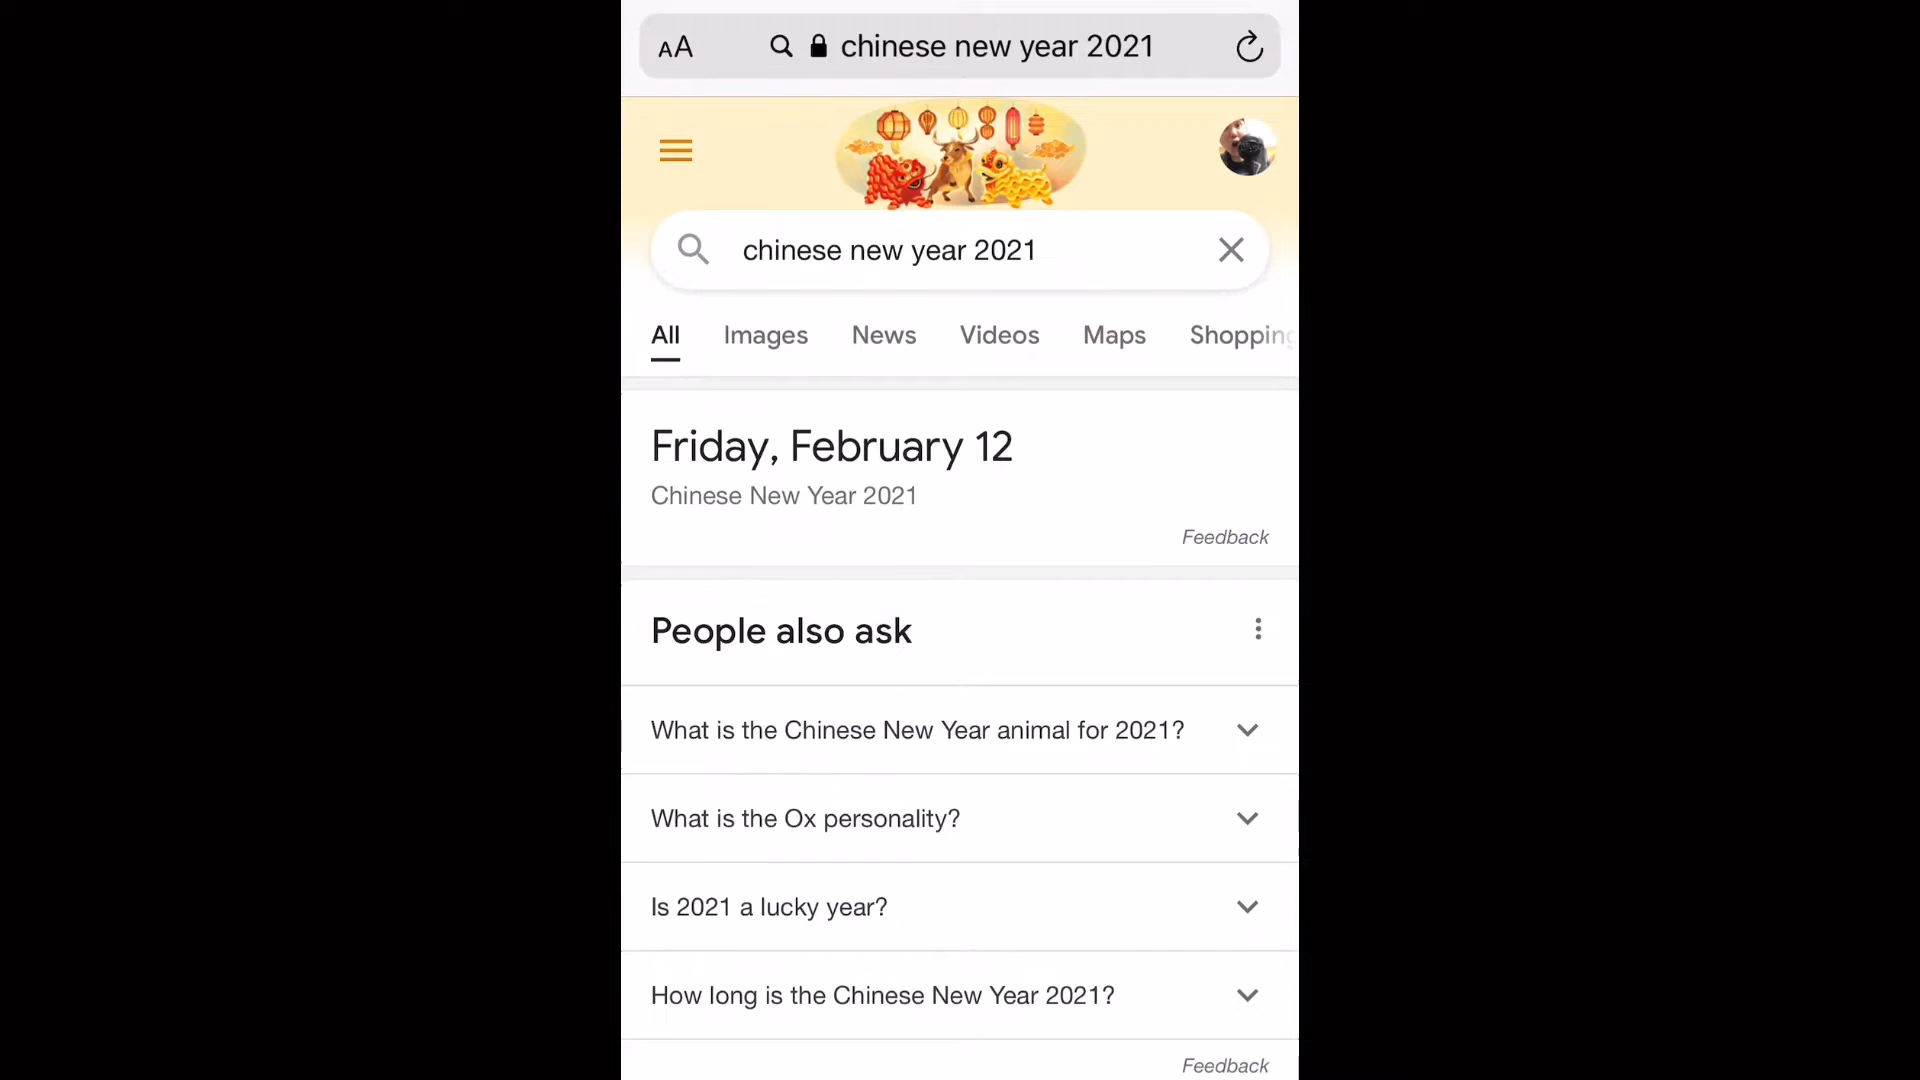 AA chinese new year 2021
chinese new year 2021
All Images News Videos Maps Shopping
Friday, February 12
Chinese New Year 2021
Feedback
People also ask
What is the Chinese New Year animal for 2021?
What is the Ox personality?
Is 2021 a lucky year?
How long is the Chinese New Year 2021?
Feedback